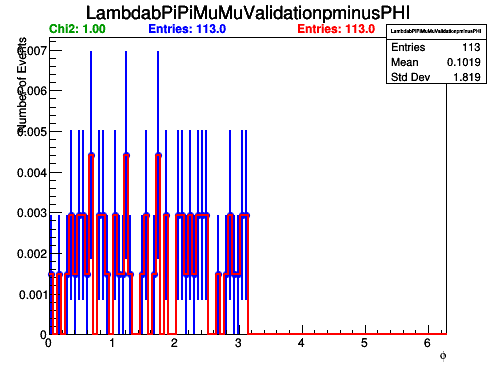 LambdabPiPiMuMuValidationpminusPHI
Chi2: 1.00 Entries: 113.0 Entries: 113.0
LambdabPiPiMuMuValidationpminusPHI
Entries 113
Mean 0.1019
Std Dev 1.819
Number of Events
0.007
0.006
0.005
0.004
0.003
0.002
0.001
0
0 1 2 3 4 5 6
ϕ